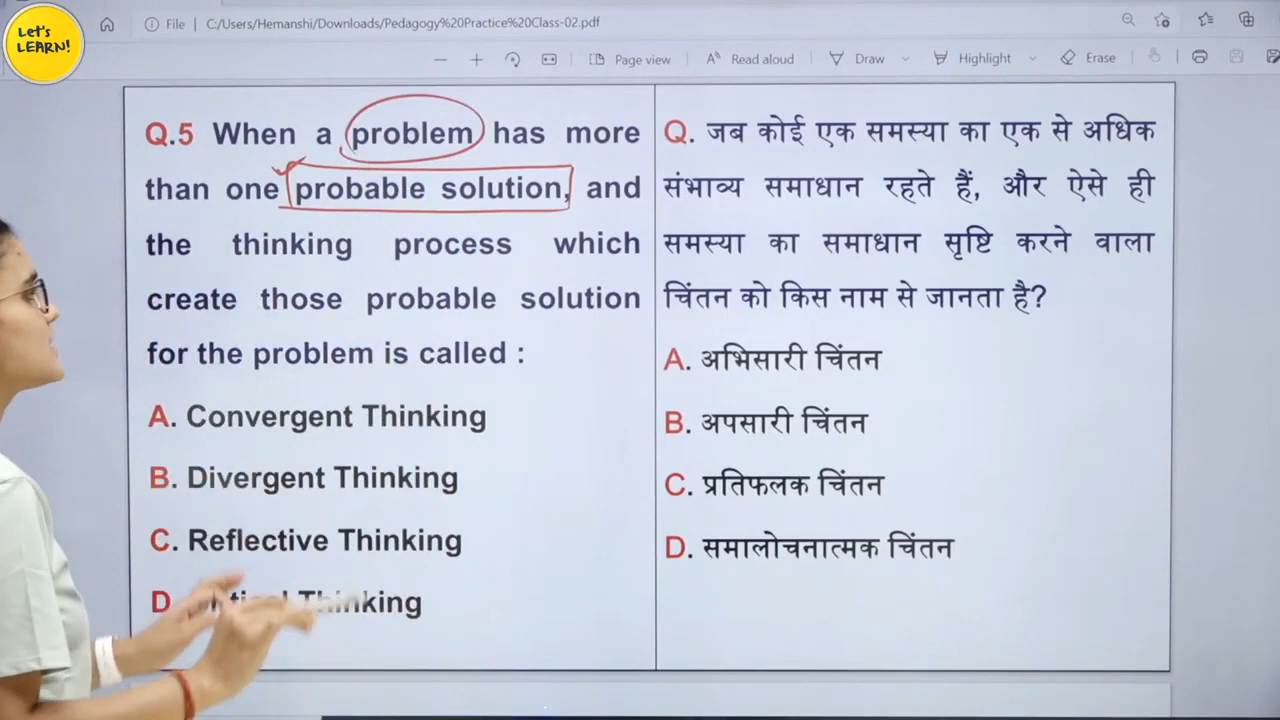 Let's
LEARN!
File | C:/Users/Hemanshi/Downloads/Pedagogy%20Practice%20Class-02.pdf
Page view | Read aloud | Draw | Highlight | Erase
Q.5 When a problem has more
than one probable solution, and
the thinking process which
create those probable solution
for the problem is called :
A. Convergent Thinking
B. Divergent Thinking
C. Reflective Thinking
D. Thinking
Q. जब कोई एक समस्या का एक से अधिक
संभाव्य समाधान रहते हैं, और ऐसे ही
समस्या का समाधान सृष्टि करने वाला
चिंतन को किस नाम से जानता है?
A. अभिसारी चिंतन
B. अपसारी चिंतन
C. प्रतिफलक चिंतन
D. समालोचनात्मक चिंतन